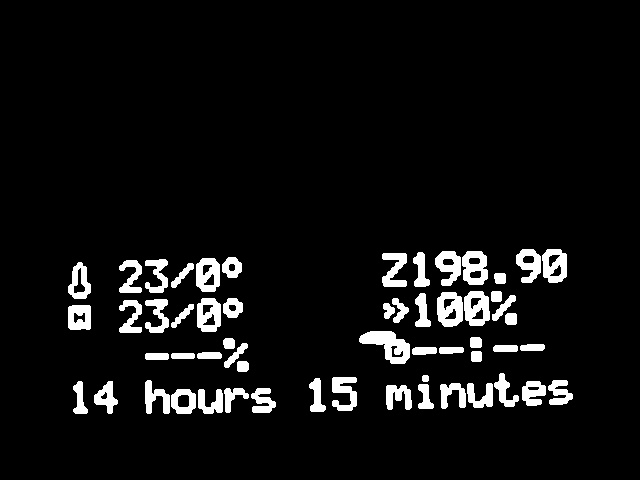 23/0° Z198.90
23/0° »100%
---% --:--
14 hours 15 minutes